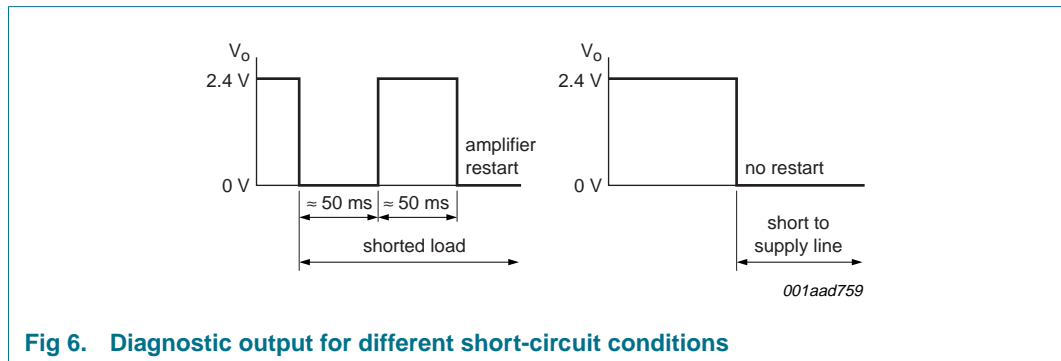 Vo
2.4 V
0 V
amplifier
restart
≈ 50 ms
≈ 50 ms
shorted load
Vo
2.4 V
0 V
no restart
short to
supply line
001aad759
Fig 6. Diagnostic output for different short-circuit conditions